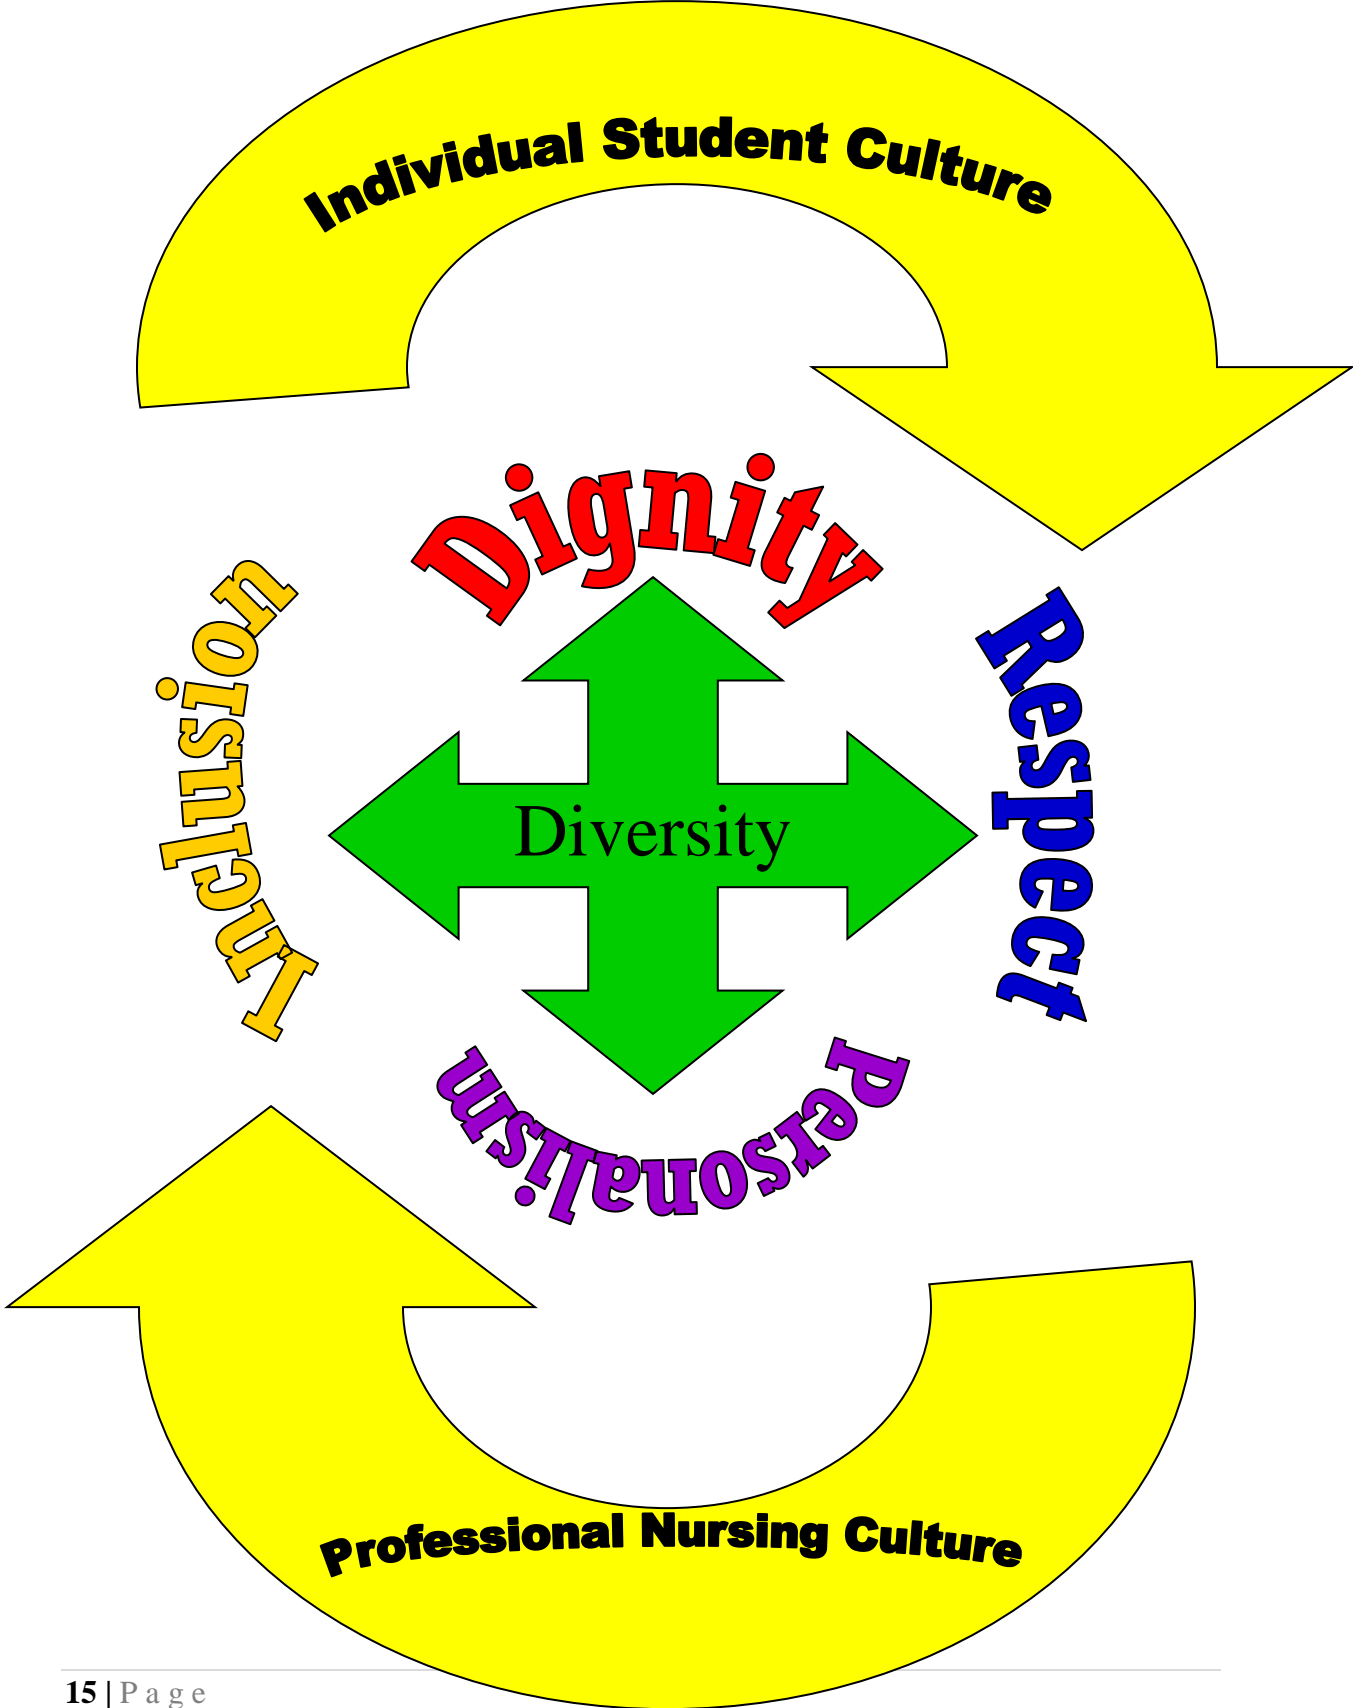 Individual Student Culture
Dignity
Inclusion
Respect
Diversity
Personalism
Professional Nursing Culture
15 | Page